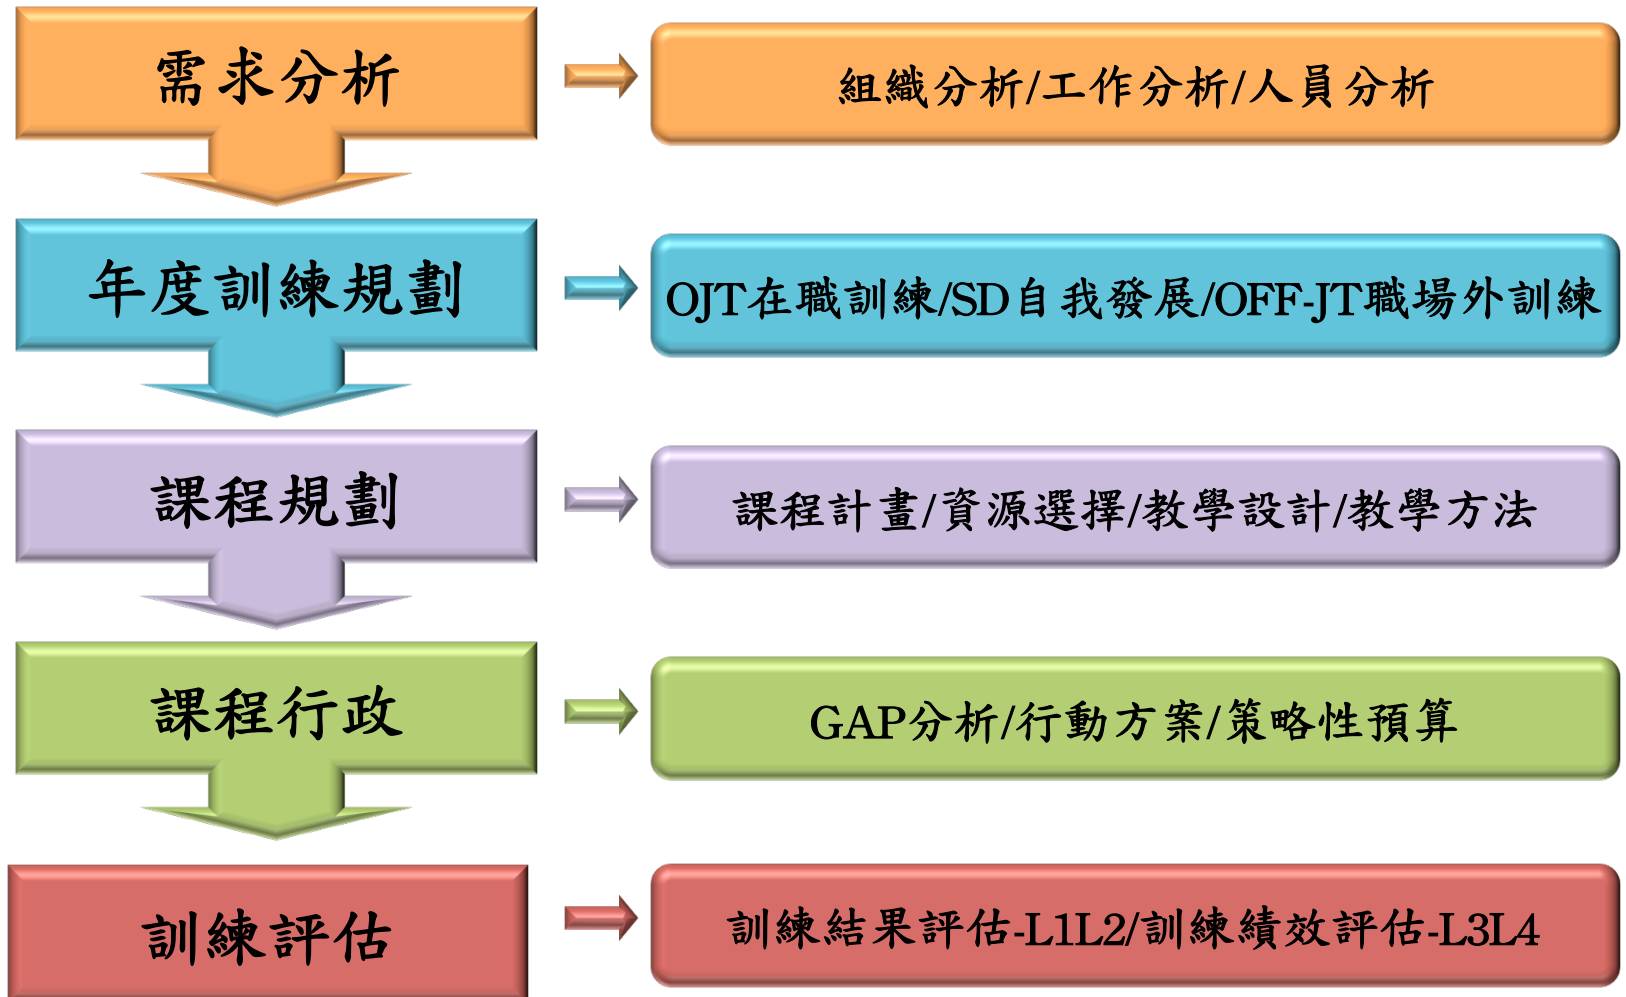 需求分析
組織分析/工作分析/人員分析
年度訓練規劃
OJT在職訓練/SD自我發展/OFF-JT職場外訓練
課程規劃
課程計畫/資源選擇/教學設計/教學方法
課程行政
GAP分析/行動方案/策略性預算
訓練評估
訓練結果評估-L1L2/訓練績效評估-L3L4